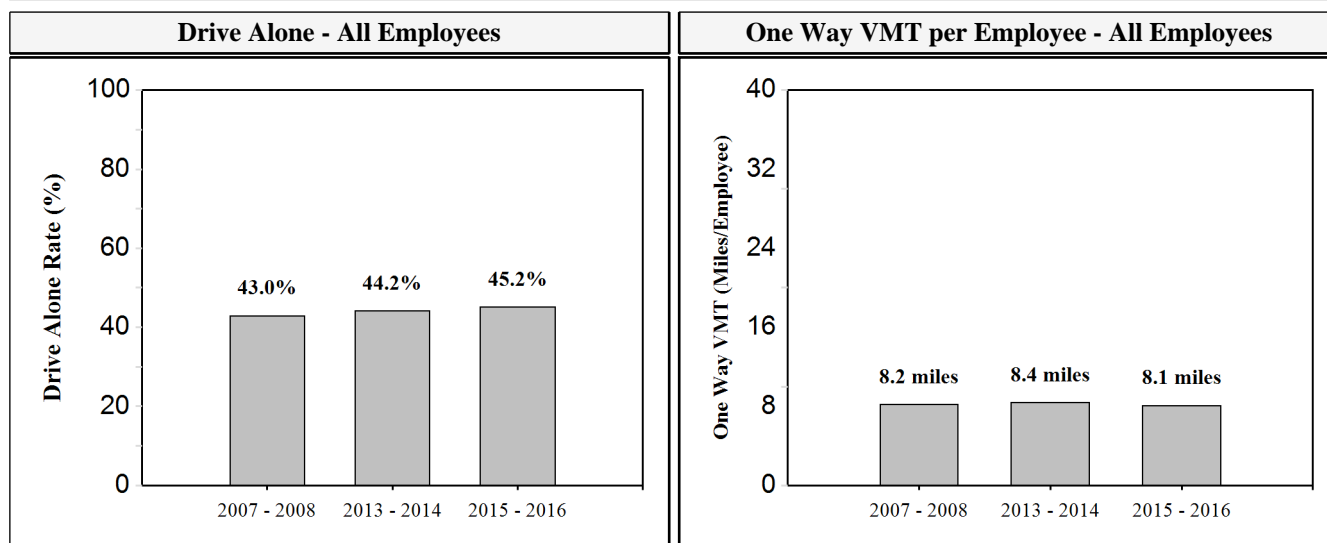 Drive Alone - All Employees
Drive Alone Rate (%)
100
80
60
40
20
0
43.0%
44.2%
45.2%
2007 - 2008
2013 - 2014
2015 - 2016
One Way VMT per Employee - All Employees
One Way VMT (Miles/Employee)
40
32
24
16
8
0
8.2 miles
8.4 miles
8.1 miles
2007 - 2008
2013 - 2014
2015 - 2016